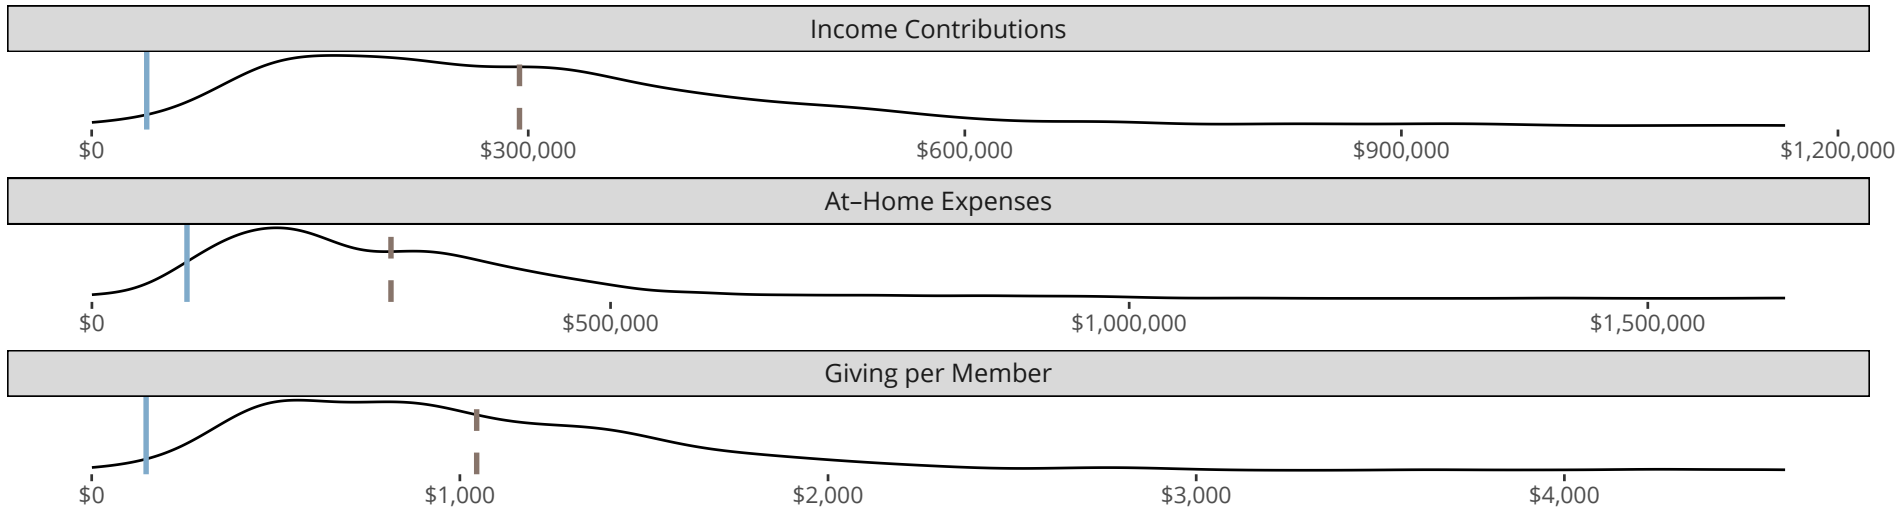 Income Contributions
$0 $300,000 $600,000 $900,000 $1,200,000
At–Home Expenses
$0 $500,000 $1,000,000 $1,500,000
Giving per Member
$0 $1,000 $2,000 $3,000 $4,000